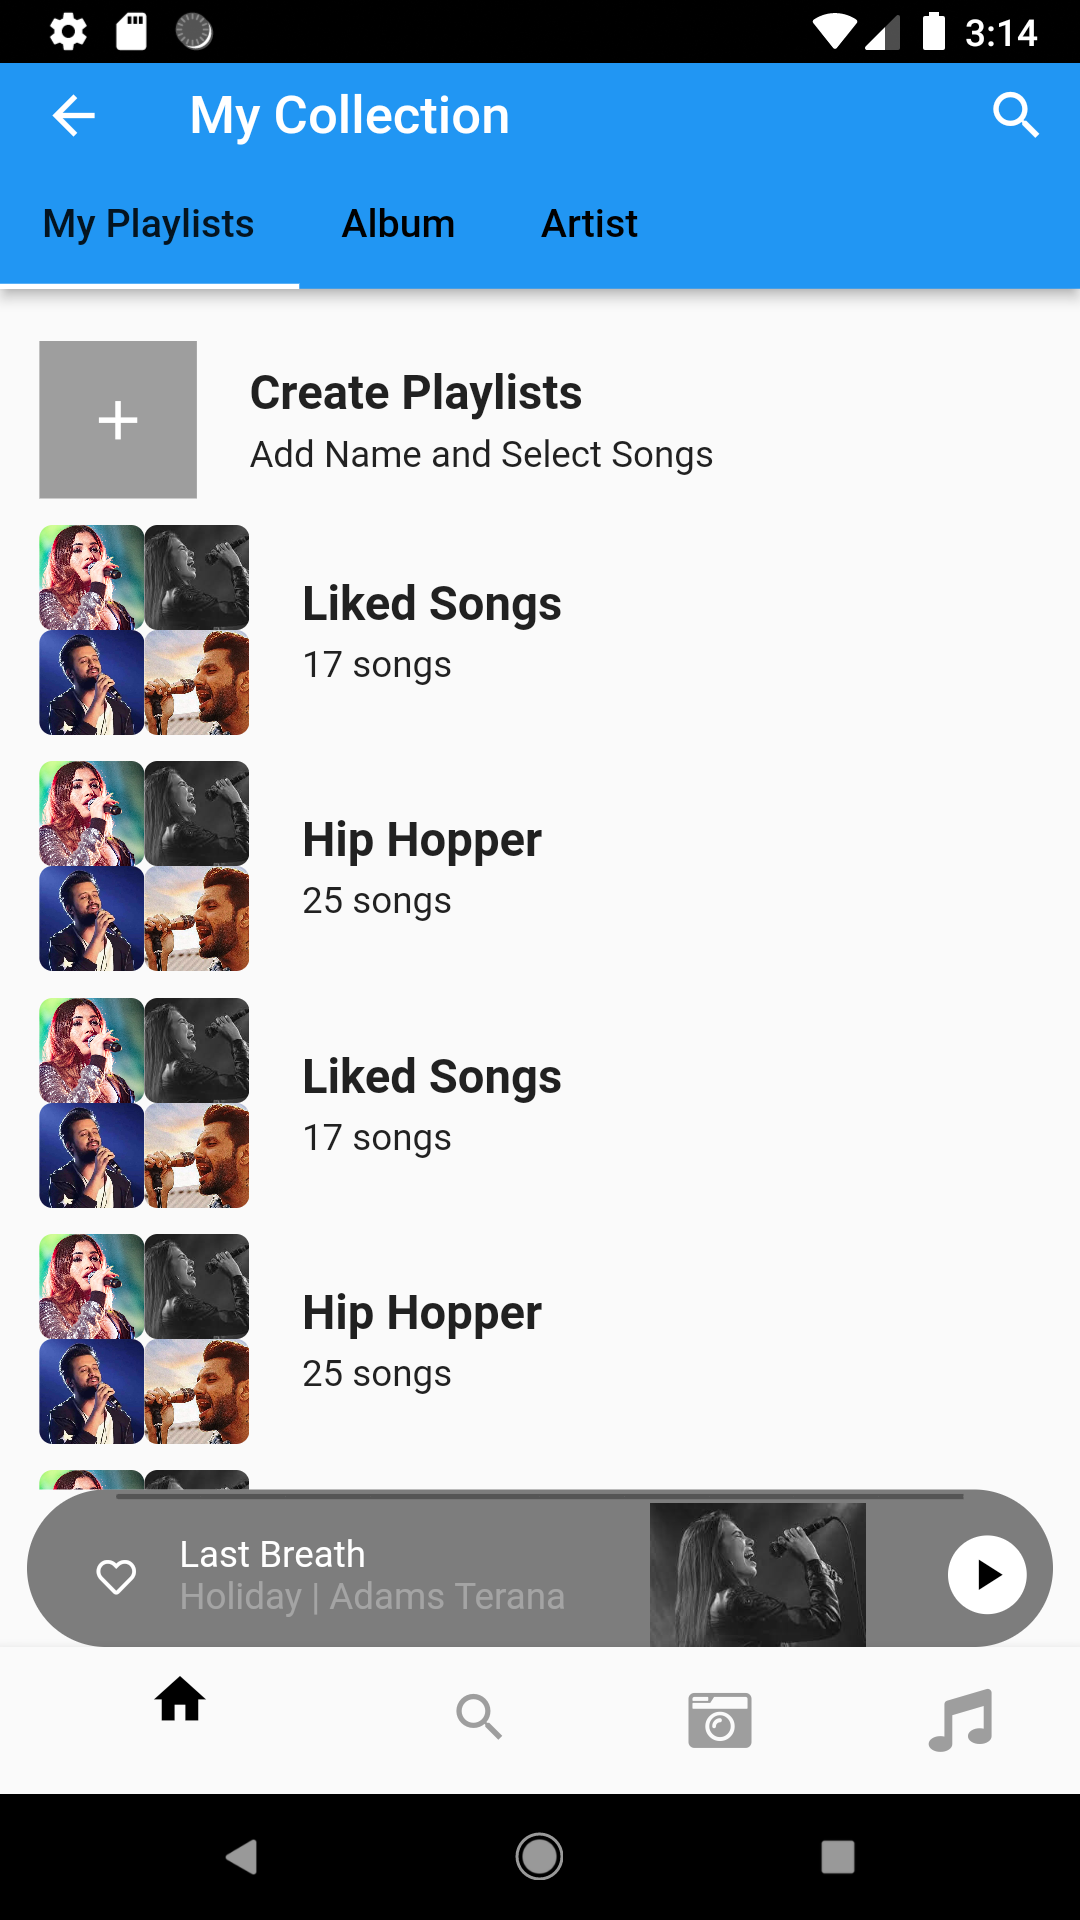 3:14
My Collection
My Playlists Album Artist
Create Playlists
Add Name and Select Songs
Liked Songs
17 songs
Hip Hopper
25 songs
Liked Songs
17 songs
Hip Hopper
25 songs
Last Breath
Holiday | Adams Terana